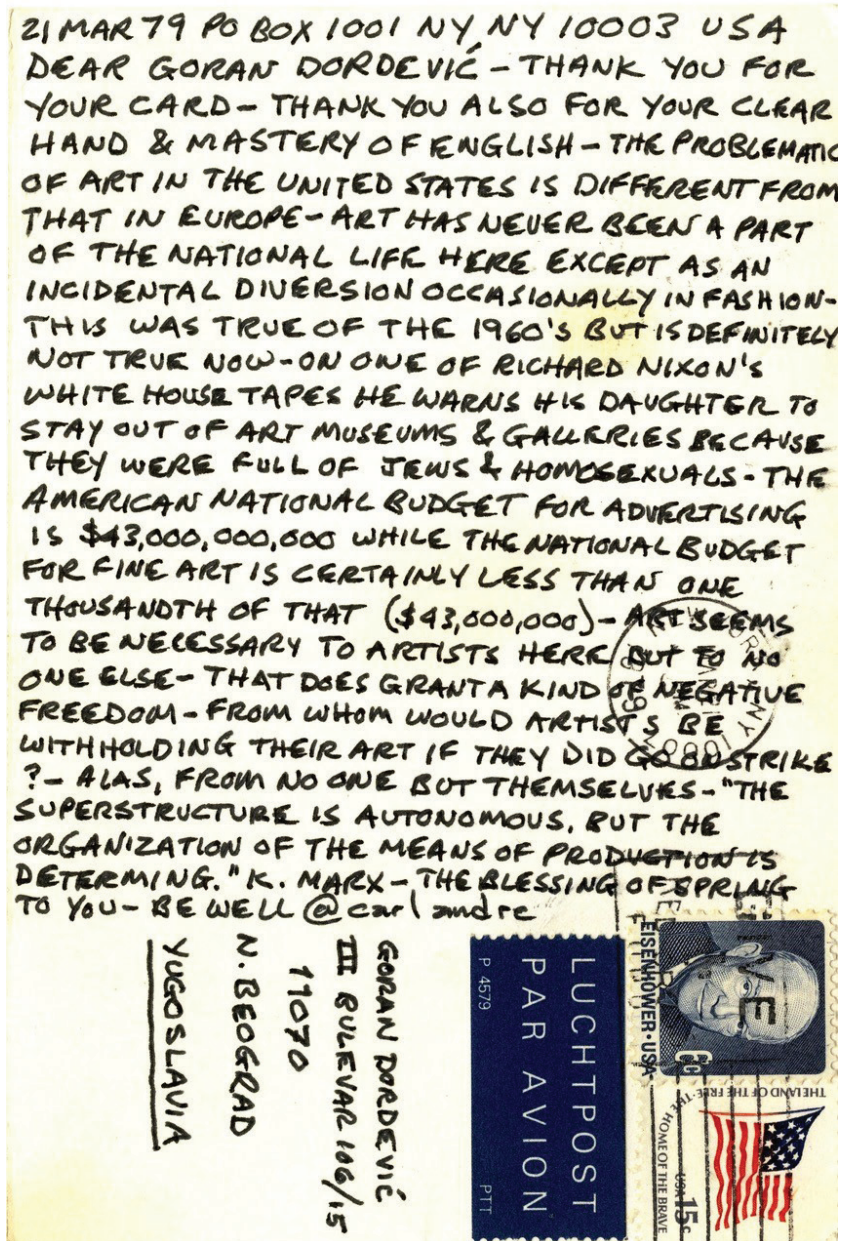 21 MAR 79 PO BOX 1001 NY NY 10003 USA
DEAR GORAN DORDEVIĆ – THANK YOU FOR
YOUR CARD – THANK YOU ALSO FOR YOUR CLEAR
HAND & MASTERY OF ENGLISH – THE PROBLEMATIC
OF ART IN THE UNITED STATES IS DIFFERENT FROM
THAT IN EUROPE – ART HAS NEVER BEEN A PART
OF THE NATIONAL LIFE HERE EXCEPT AS AN
INCIDENTAL DIVERSION OCCASIONALLY IN FASHION –
THIS WAS TRUE OF THE 1960'S BUT IS DEFINITELY
NOT TRUE NOW – ON ONE OF RICHARD NIXON'S
WHITE HOUSE TAPES HE WARNS HIS DAUGHTER TO
STAY OUT OF ART MUSEUMS & GALLERIES BECAUSE
THEY WERE FULL OF JEWS & HOMOSEXUALS – THE
AMERICAN NATIONAL BUDGET FOR ADVERTISING
IS $43,000,000,000 WHILE THE NATIONAL BUDGET
FOR FINE ART IS CERTAINLY LESS THAN ONE
THOUSANDTH OF THAT ($43,000,000) – ART SEEMS
TO BE NECESSARY TO ARTISTS HERE BUT TO NO
ONE ELSE – THAT DOES GRANT A KIND OF NEGATIVE
FREEDOM – FROM WHOM WOULD ARTISTS BE
WITHHOLDING THEIR ART IF THEY DID GO ON STRIKE
? – ALAS, FROM NO ONE BUT THEMSELVES – "THE
SUPERSTRUCTURE IS AUTONOMOUS, BUT THE
ORGANIZATION OF THE MEANS OF PRODUCTION IS
DETERMING." K. MARX – THE BLESSING OF SPRING
TO YOU – BE WELL @ carl andre
GORAN DORDEVIĆ
III BULEVAR 106/15
11070
N. BEOGRAD
YUGOSLAVIA
LUCHTPOST
PAR AVION
P 4579
PTT
EISENHOWER · USA
6c
THE LAND OF THE FREE · THE HOME OF THE BRAVE
USA 15c